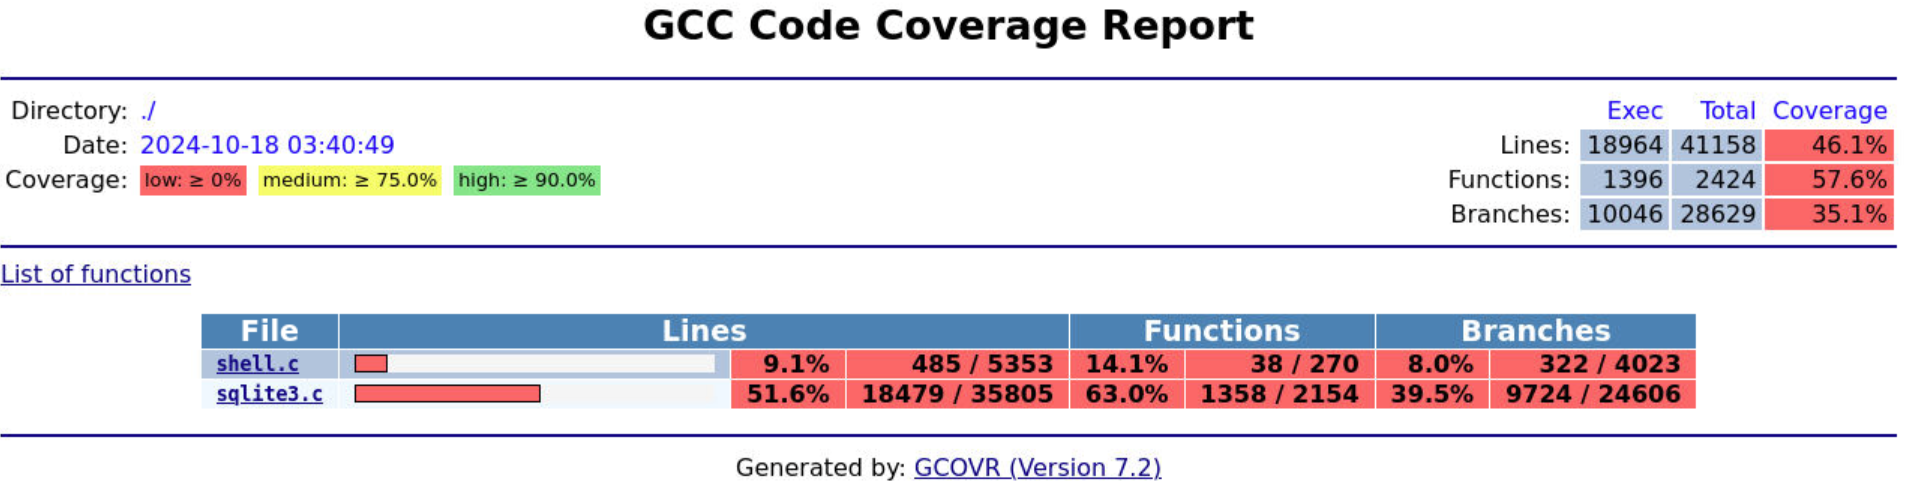 GCC Code Coverage Report
Directory: ./
Date: 2024-10-18 03:40:49
Coverage: low: ≥ 0% medium: ≥ 75.0% high: ≥ 90.0%
Exec Total Coverage
Lines: 18964 41158 46.1%
Functions: 1396 2424 57.6%
Branches: 10046 28629 35.1%
List of functions
File Lines Functions Branches
shell.c 9.1% 485 / 5353 14.1% 38 / 270 8.0% 322 / 4023
sqlite3.c 51.6% 18479 / 35805 63.0% 1358 / 2154 39.5% 9724 / 24606
Generated by: GCOVR (Version 7.2)